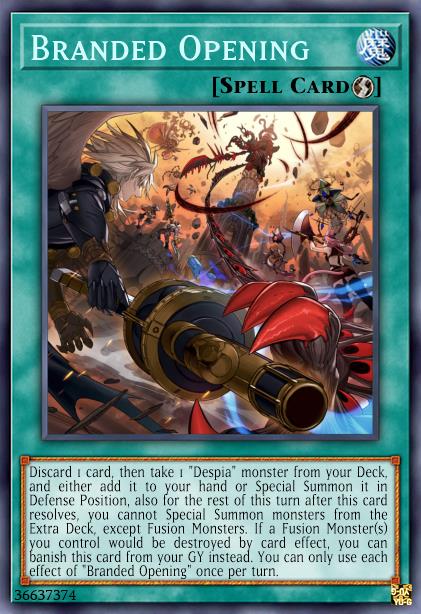 Branded Opening
[Spell Card]
Discard 1 card, then take 1 "Despia" monster from your Deck,
and either add it to your hand or Special Summon it in
Defense Position, also for the rest of this turn after this card
resolves, you cannot Special Summon monsters from the
Extra Deck, except Fusion Monsters. If a Fusion Monster(s)
you control would be destroyed by card effect, you can
banish this card from your GY instead. You can only use each
effect of "Branded Opening" once per turn.
36637374